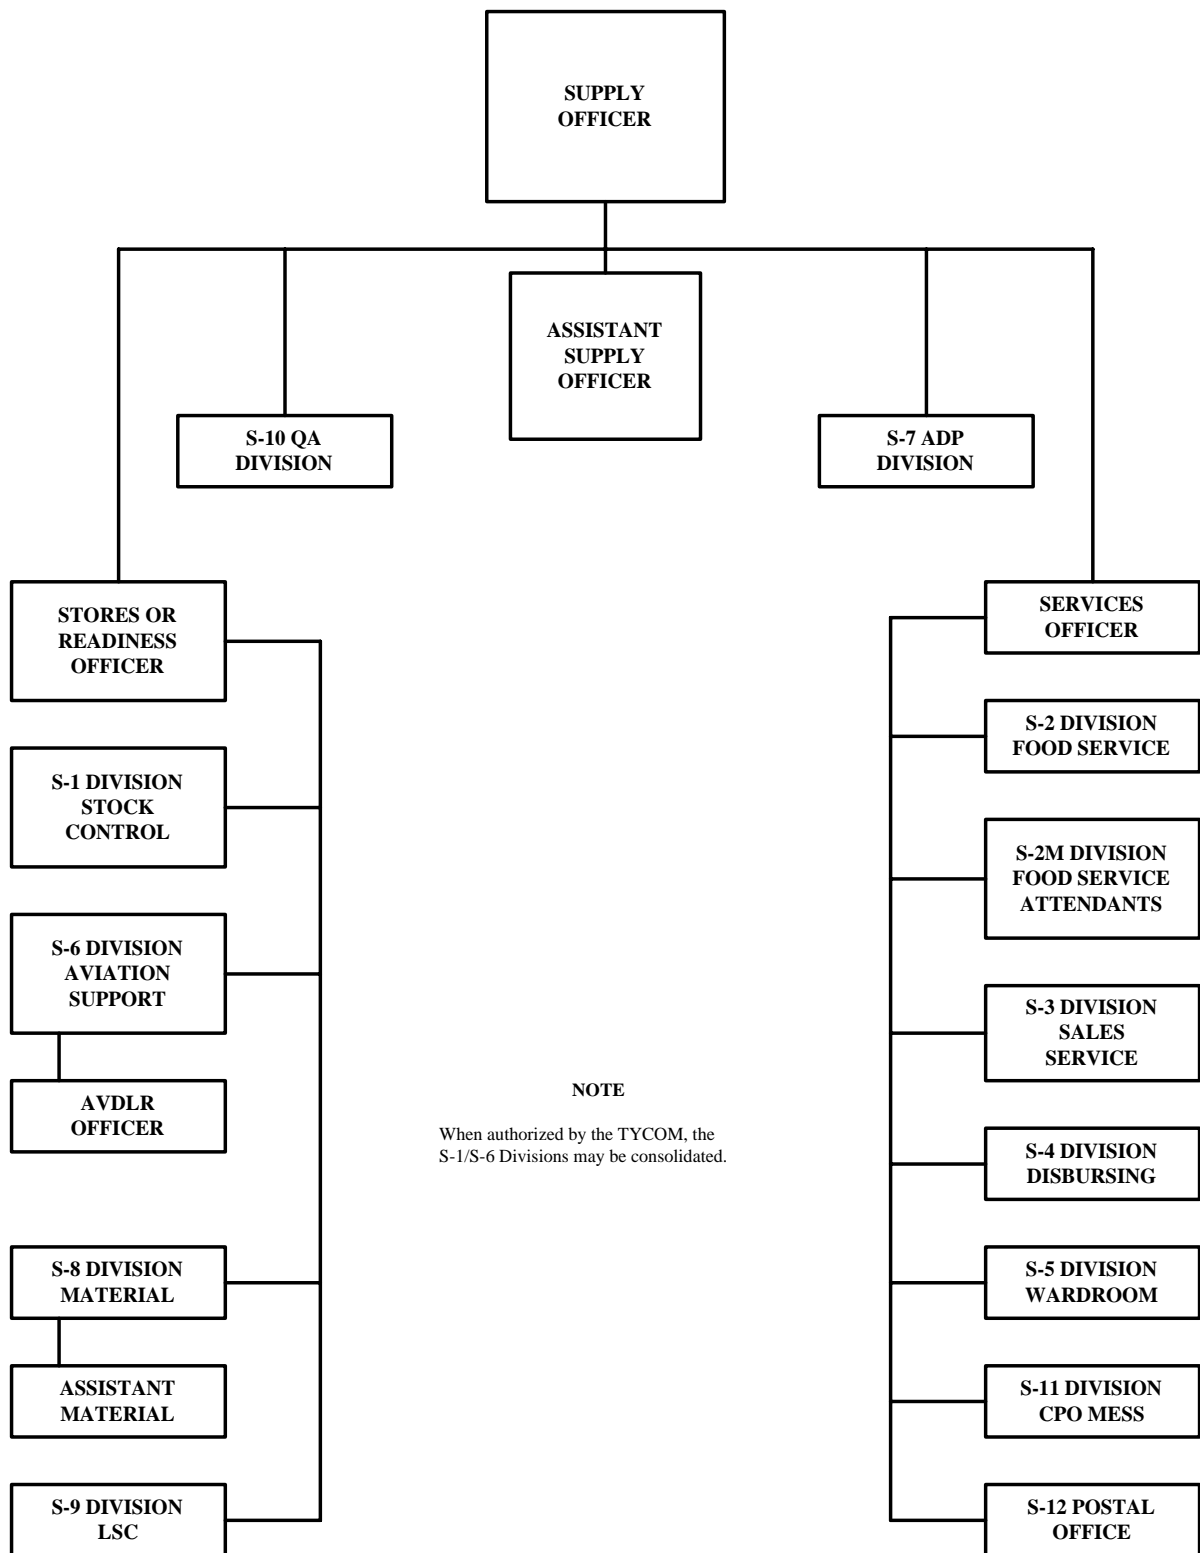 SUPPLY
OFFICER
ASSISTANT
SUPPLY
OFFICER
S-10 QA
DIVISION
S-7 ADP
DIVISION
STORES OR
READINESS
OFFICER
S-1 DIVISION
STOCK
CONTROL
S-6 DIVISION
AVIATION
SUPPORT
AVDLR
OFFICER
S-8 DIVISION
MATERIAL
ASSISTANT
MATERIAL
S-9 DIVISION
LSC
NOTE
When authorized by the TYCOM, the
S-1/S-6 Divisions may be consolidated.
SERVICES
OFFICER
S-2 DIVISION
FOOD SERVICE
S-2M DIVISION
FOOD SERVICE
ATTENDANTS
S-3 DIVISION
SALES
SERVICE
S-4 DIVISION
DISBURSING
S-5 DIVISION
WARDROOM
S-11 DIVISION
CPO MESS
S-12 POSTAL
OFFICE